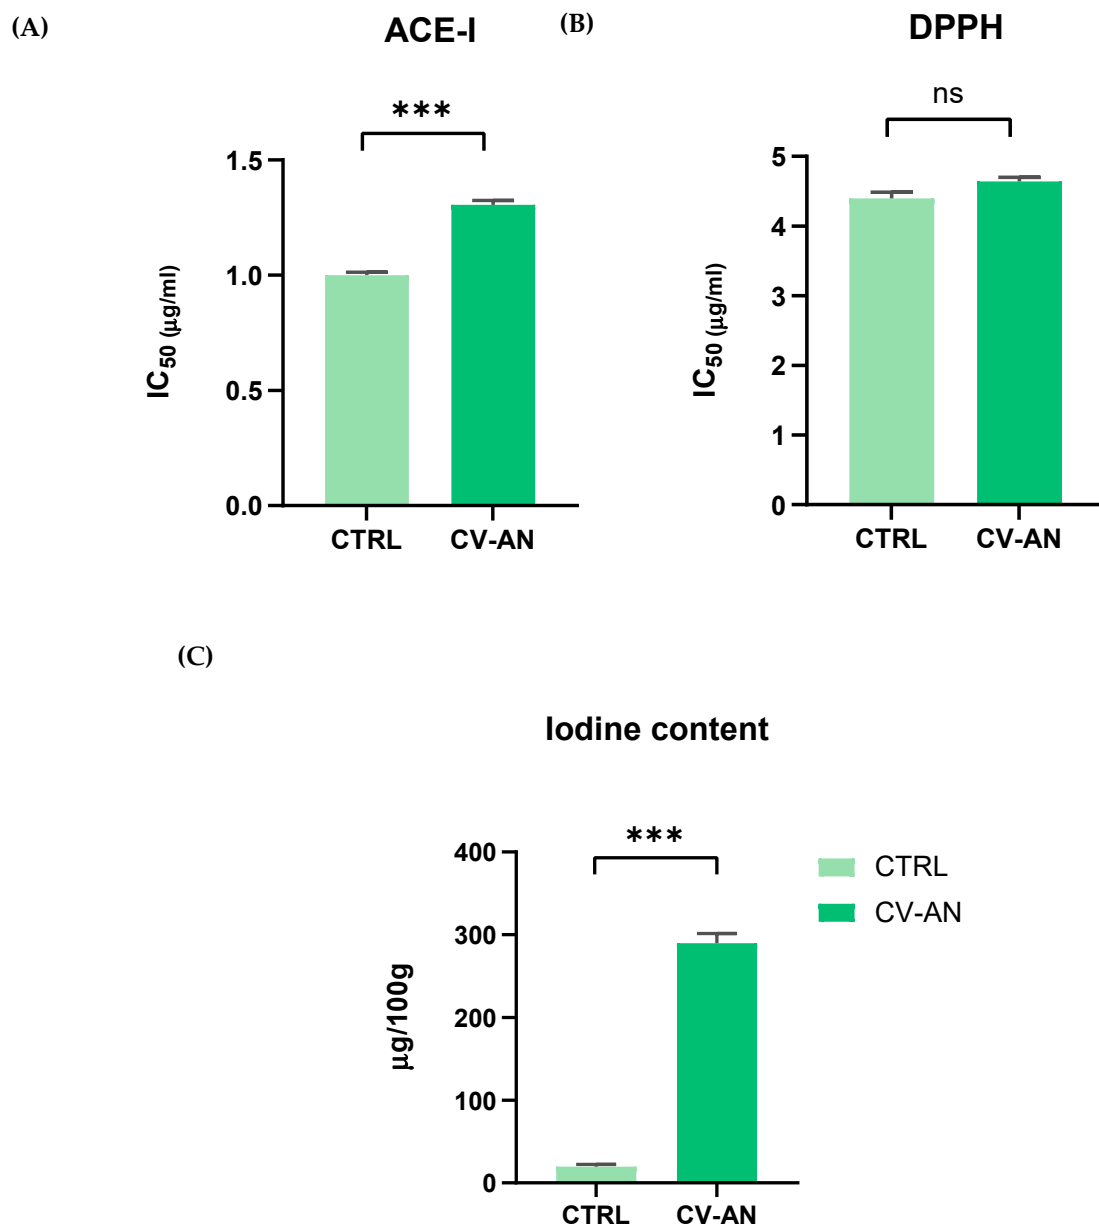 (A)
ACE-I
***
IC50 (µg/ml)
1.5
1.0
0.5
0.0
CTRL CV-AN
(B)
DPPH
ns
IC50 (µg/ml)
5
4
3
2
1
0
CTRL CV-AN
(C)
Iodine content
***
µg/100g
400
300
200
100
0
CTRL CV-AN
CTRL
CV-AN